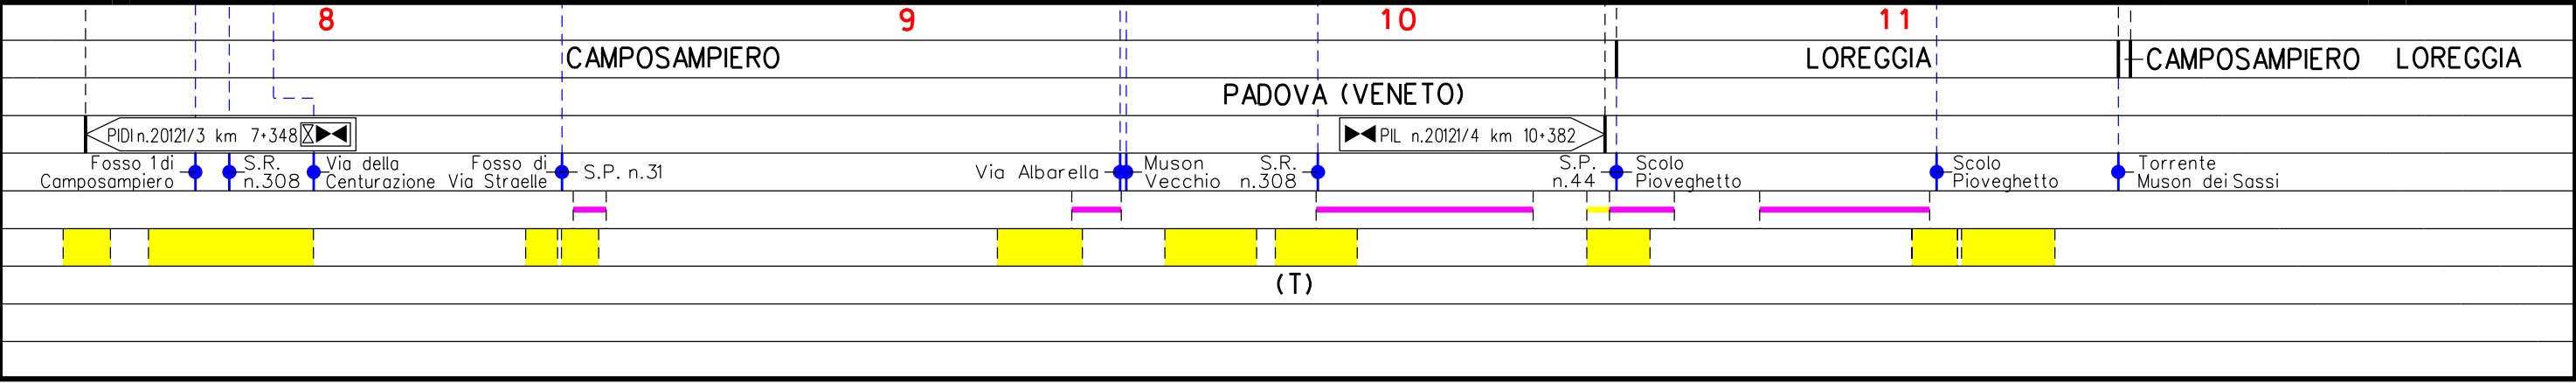 8 9 10 11
CAMPOSAMPIERO LOREGGIA CAMPOSAMPIERO LOREGGIA
PADOVA (VENETO)
PIDI n.20121/3 km 7+348
PIL n.20121/4 km 10+382
Fosso 1 di
Camposampiero
S.R.
n.308
Via della
Centurazione
Fosso di
Via Straelle
S.P. n.31
Via Albarella
Muson
Vecchio
S.R.
n.308
S.P.
n.44
Scolo
Pioveghetto
Scolo
Pioveghetto
Torrente
Muson dei Sassi
(T)